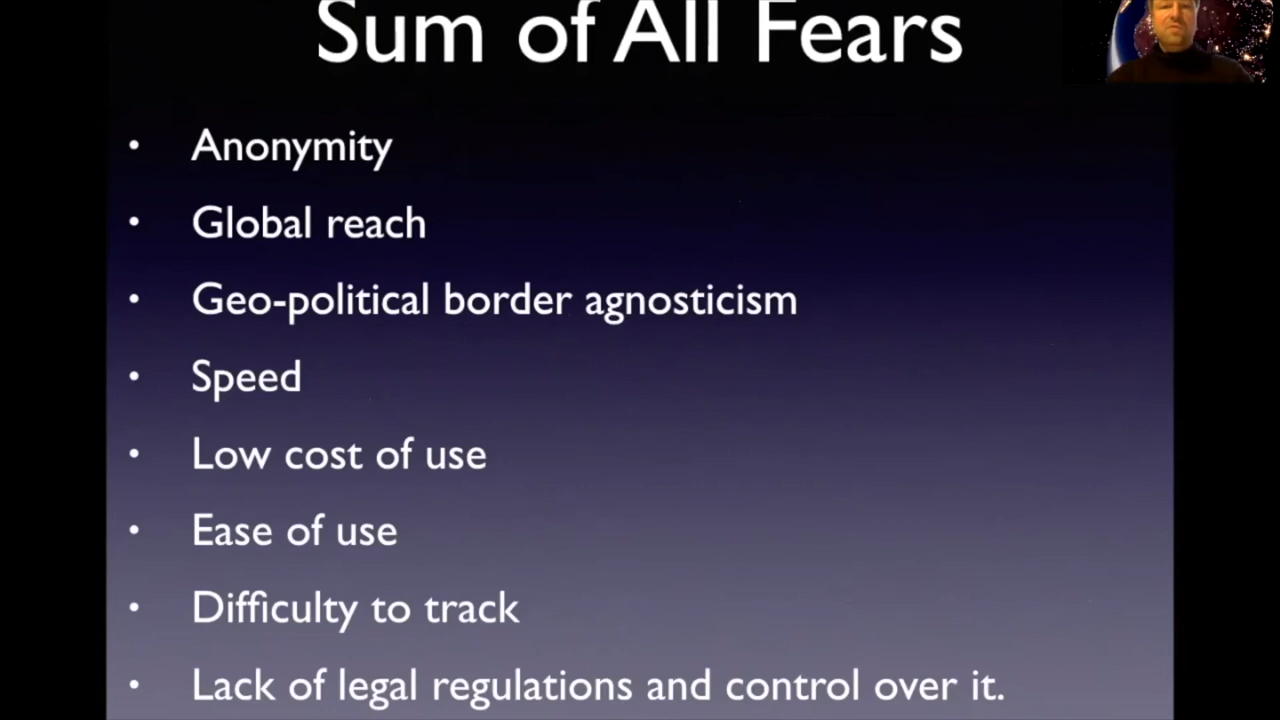 Sum of All Fears
• Anonymity
• Global reach
• Geo-political border agnosticism
• Speed
• Low cost of use
• Ease of use
• Difficulty to track
• Lack of legal regulations and control over it.